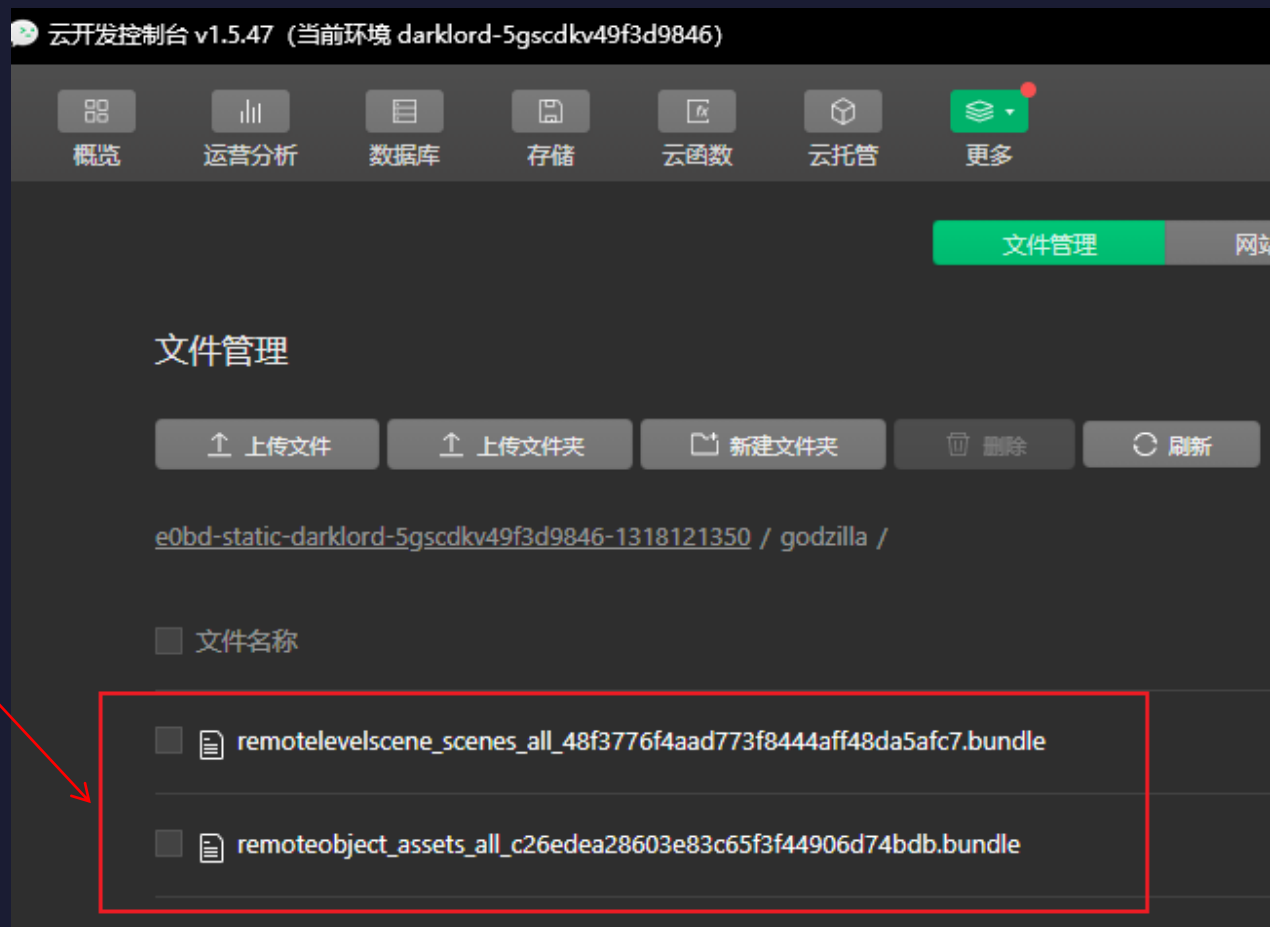 云开发控制台 v1.5.47 (当前环境 darklord-5gscdkv49f3d9846)
概览 运营分析 数据库 存储 云函数 云托管 更多
文件管理 网站
文件管理
上传文件 上传文件夹 新建文件夹 删除 刷新
e0bd-static-darklord-5gscdkv49f3d9846-1318121350 / godzilla /
文件名称
remotelevelscene_scenes_all_48f3776f4aad773f8444aff48da5afc7.bundle
remoteobject_assets_all_c26edea28603e83c65f3f44906d74bdb.bundle